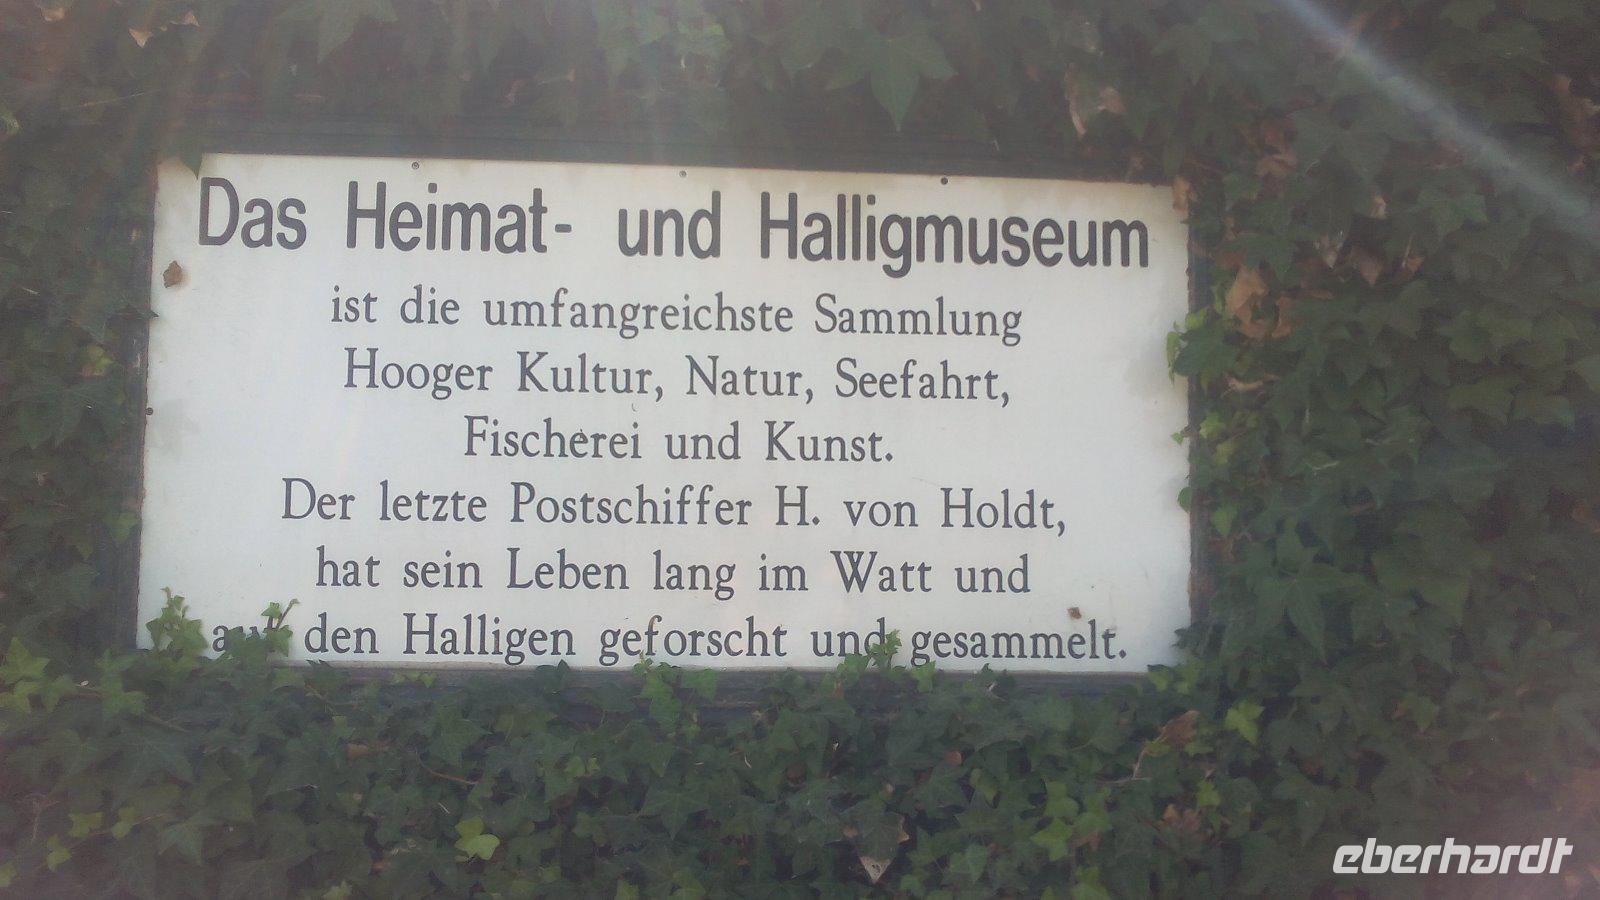 Das Heimat- und Halligmuseum
ist die umfangreichste Sammlung
Hooger Kultur, Natur, Seefahrt,
Fischerei und Kunst.
Der letzte Postschiffer H. von Holdt,
hat sein Leben lang im Watt und
auf den Halligen geforscht und gesammelt.
eberhardt